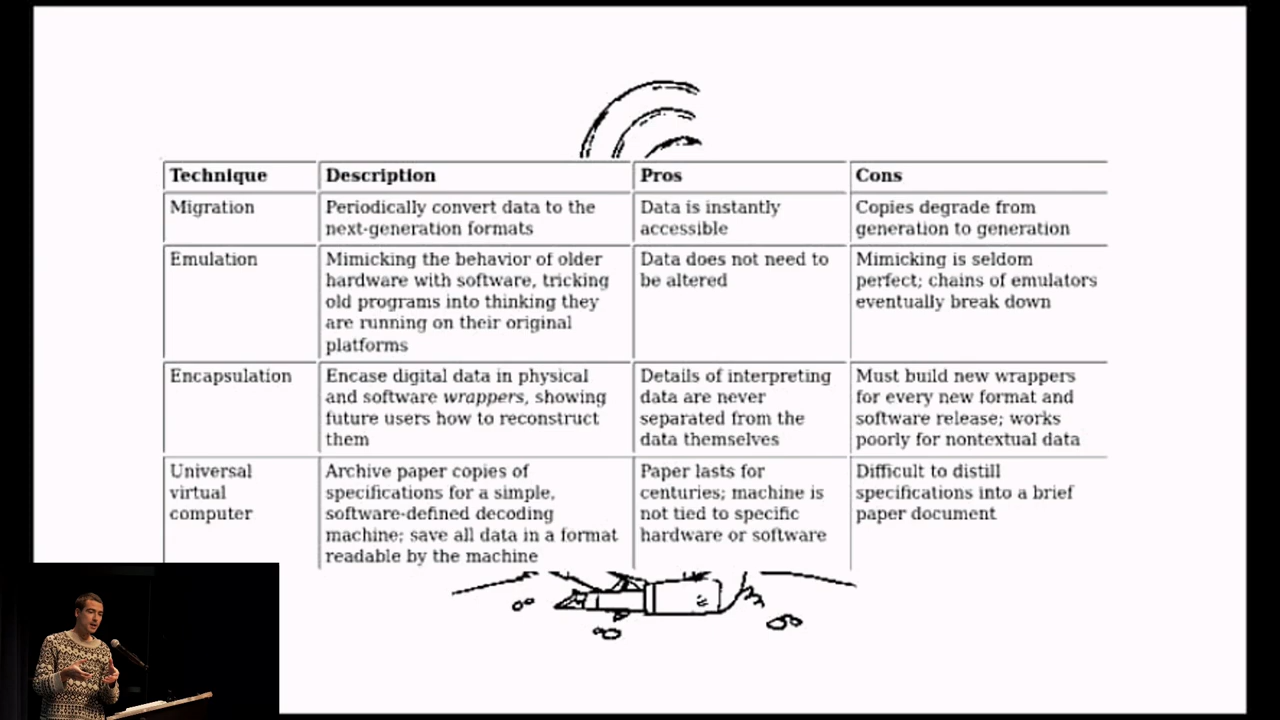 Technique
Description
Pros
Cons
Migration
Periodically convert data to the
next-generation formats
Data is instantly
accessible
Copies degrade from
generation to generation
Emulation
Mimicking the behavior of older
hardware with software, tricking
old programs into thinking they
are running on their original
platforms
Data does not need to
be altered
Mimicking is seldom
perfect; chains of emulators
eventually break down
Encapsulation
Encase digital data in physical
and software wrappers, showing
future users how to reconstruct
them
Details of interpreting
data are never
separated from the
data themselves
Must build new wrappers
for every new format and
software release; works
poorly for nontextual data
Universal
virtual
computer
Archive paper copies of
specifications for a simple,
software-defined decoding
machine; save all data in a format
readable by the machine
Paper lasts for
centuries; machine is
not tied to specific
hardware or software
Difficult to distill
specifications into a brief
paper document